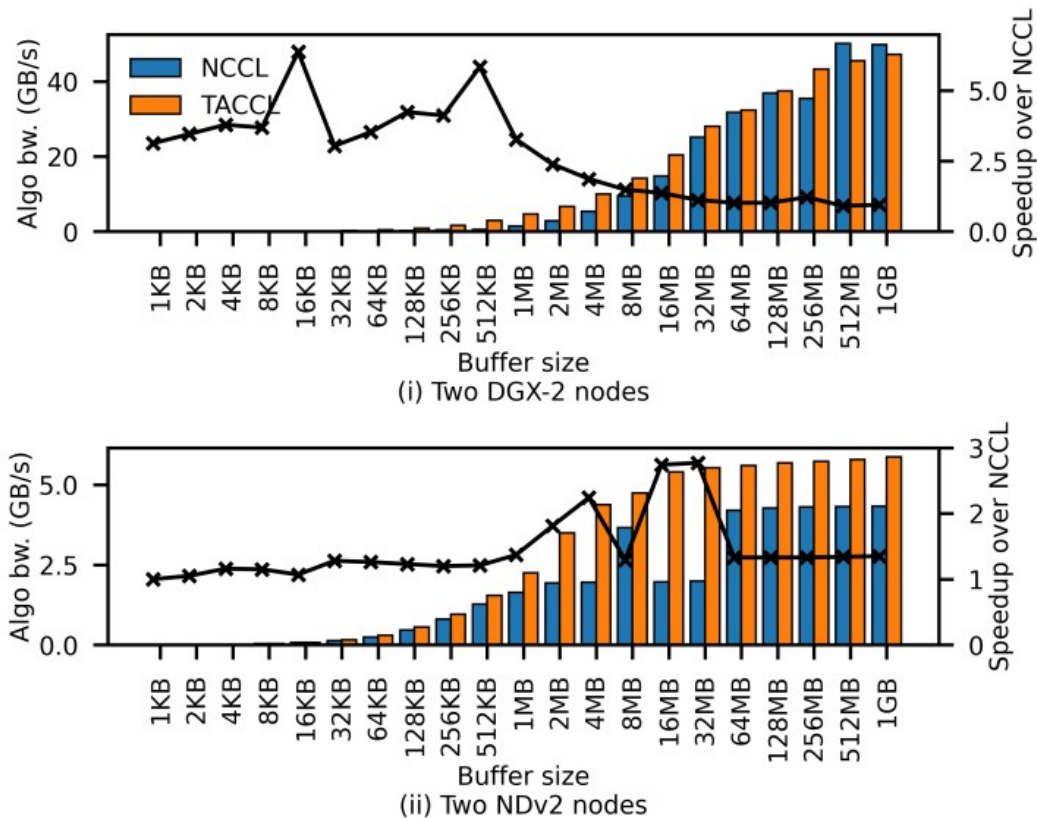 Algo bw. (GB/s)
40
20
0
NCCL
TACCL
5.0
2.5
0.0
Speedup over NCCL
1KB
2KB
4KB
8KB
16KB
32KB
64KB
128KB
256KB
512KB
1MB
2MB
4MB
8MB
16MB
32MB
64MB
128MB
256MB
512MB
1GB
Buffer size
(i) Two DGX-2 nodes
Algo bw. (GB/s)
5.0
2.5
0.0
3
2
1
0
Speedup over NCCL
1KB
2KB
4KB
8KB
16KB
32KB
64KB
128KB
256KB
512KB
1MB
2MB
4MB
8MB
16MB
32MB
64MB
128MB
256MB
512MB
1GB
Buffer size
(ii) Two NDv2 nodes